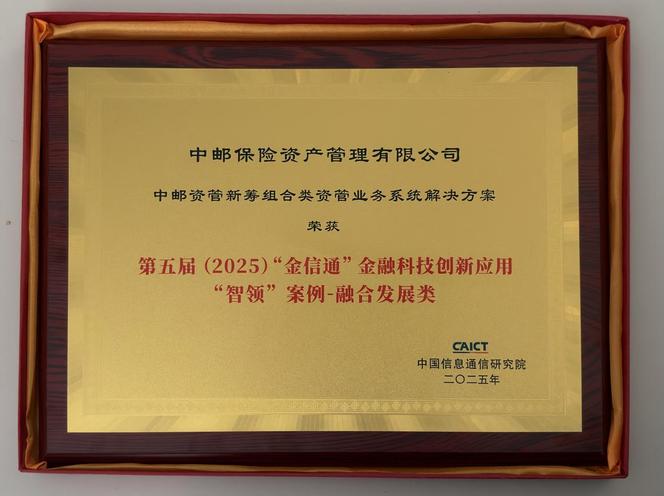 中邮保险资产管理有限公司
中邮资管新筹组合类资管业务系统解决方案
荣获
第五届（2025）“金信通”金融科技创新应用
“智领”案例-融合发展类
CAICT
中国信息通信研究院
二〇二五年